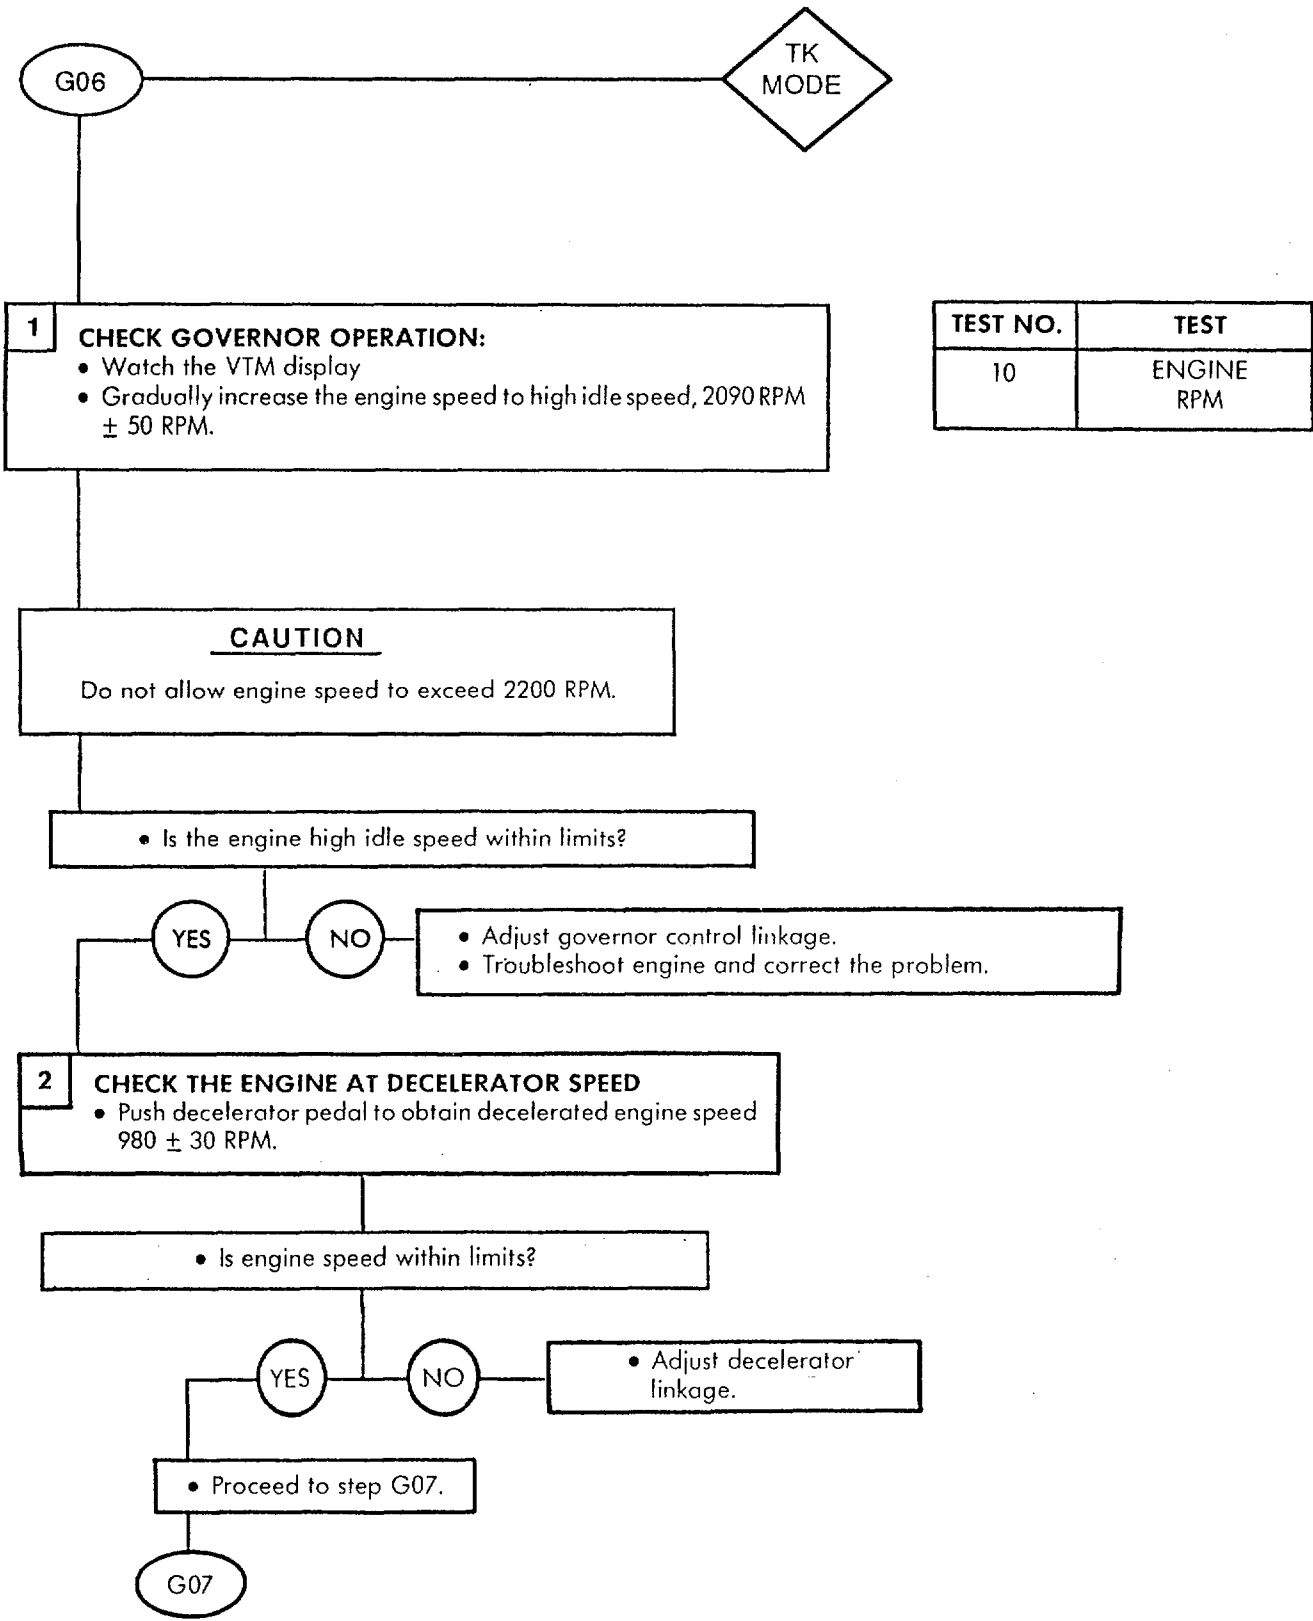 G06
TK
MODE
1
CHECK GOVERNOR OPERATION:
• Watch the VTM display
• Gradually increase the engine speed to high idle speed, 2090 RPM
± 50 RPM.
TEST NO.
TEST
10
ENGINE
RPM
CAUTION
Do not allow engine speed to exceed 2200 RPM.
• Is the engine high idle speed within limits?
YES
NO
• Adjust governor control linkage.
• Troubleshoot engine and correct the problem.
2
CHECK THE ENGINE AT DECELERATOR SPEED
• Push decelerator pedal to obtain decelerated engine speed
980 ± 30 RPM.
• Is engine speed within limits?
YES
NO
• Adjust decelerator
linkage.
• Proceed to step G07.
G07